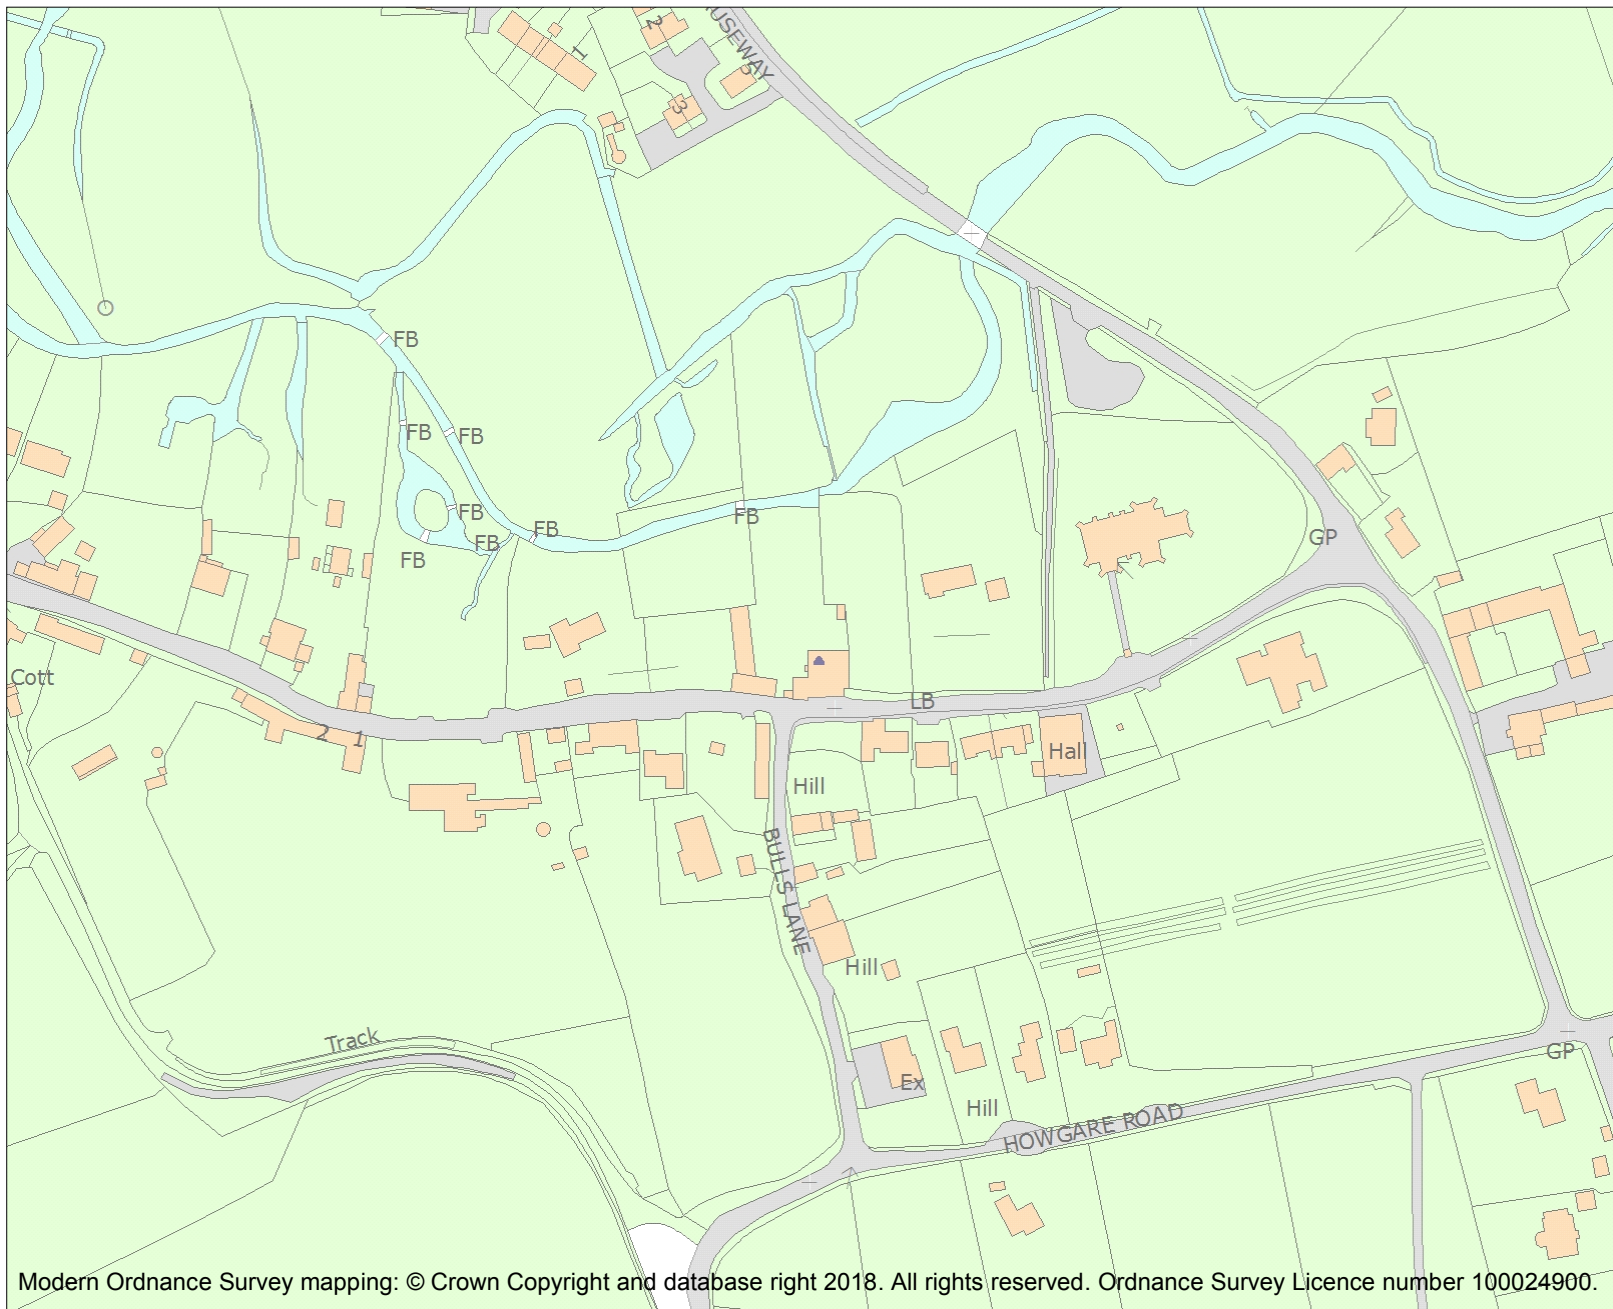 2
1
3
FB
FB
FB
FB
FB
FB
FB
FB
GP
Cott
LB
2
1
Hall
Hill
BULLS LANE
Hill
Track
GP
Ex
Hill
HOWGARE ROAD
Modern Ordnance Survey mapping: © Crown Copyright and database right 2018. All rights reserved. Ordnance Survey Licence number 100024900.